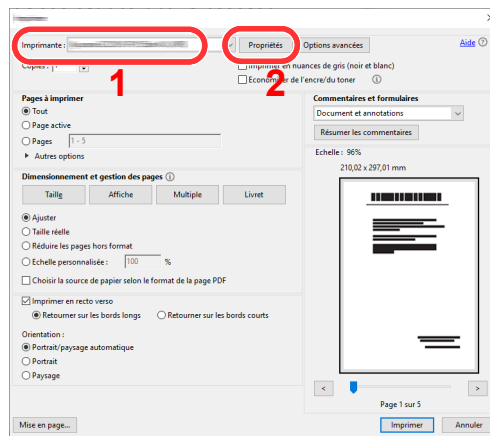 Imprimante :
Propriétés
Options avancées
Aide
Copies :
1
2
Imprimer en nuances de gris (noir et blanc)
Economiser de l'encre/du toner
Pages à imprimer
Tout
Page active
Pages 1 - 5
Autres options
Dimensionnement et gestion des pages
Taille Affiche Multiple Livret
Ajuster
Taille réelle
Réduire les pages hors format
Echelle personnalisée : 100 %
Choisir la source de papier selon le format de la page PDF
Imprimer en recto verso
Retourner sur les bords longs Retourner sur les bords courts
Orientation :
Portrait/paysage automatique
Portrait
Paysage
Commentaires et formulaires
Document et annotations
Résumer les commentaires
Echelle : 96%
210,02 x 297,01 mm
< >
Page 1 sur 5
Mise en page...
Imprimer Annuler